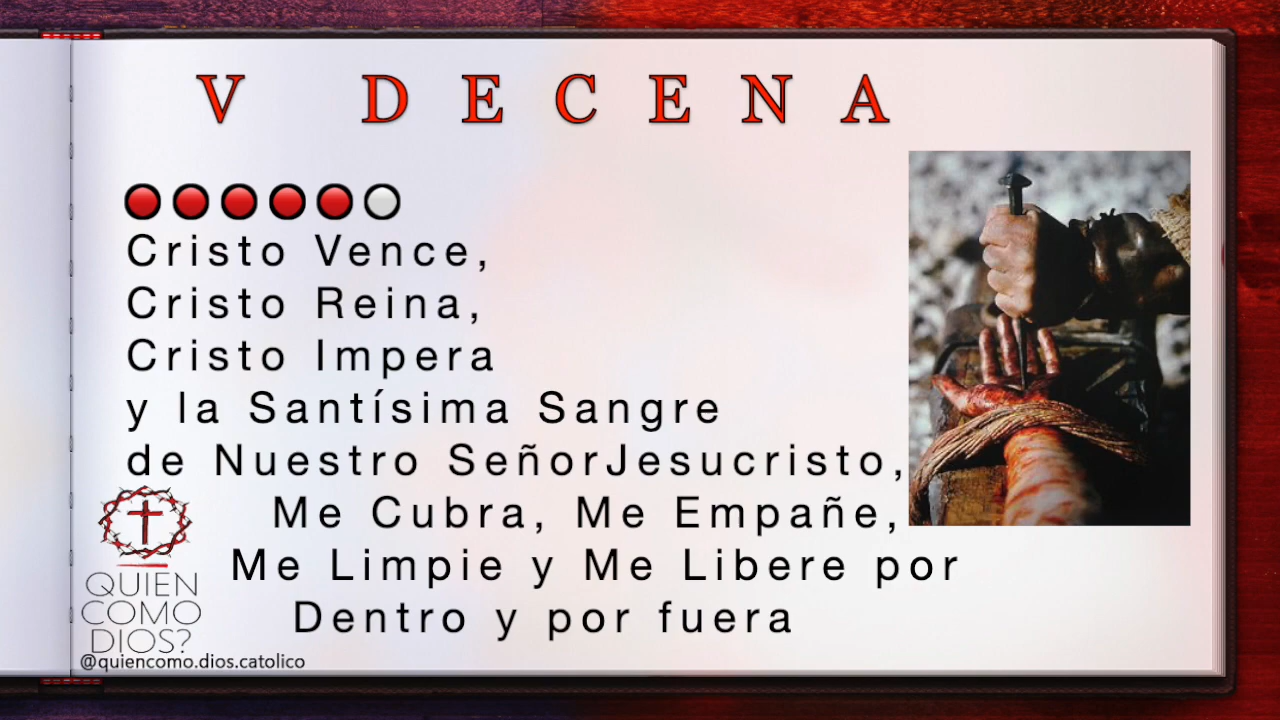 V DECENA
Cristo Vence,
Cristo Reina,
Cristo Impera
y la Santísima Sangre
de Nuestro SeñorJesucristo,
Me Cubra, Me Empañe,
Me Limpie y Me Libere por
Dentro y por fuera
QUIEN
COMO
DIOS?
@quiencomo.dios.catolico